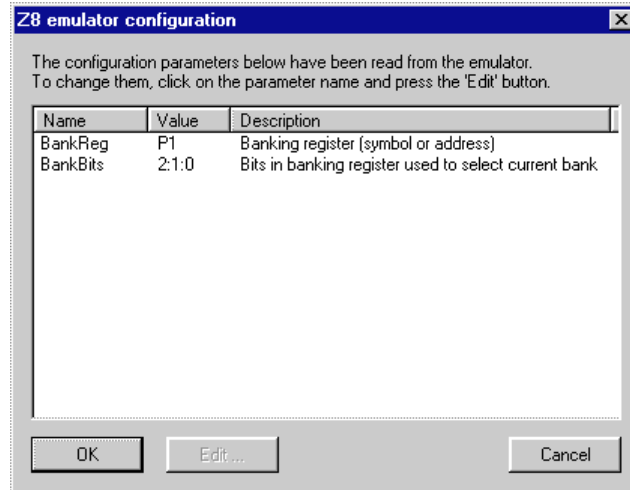 Z8 emulator configuration
The configuration parameters below have been read from the emulator.
To change them, click on the parameter name and press the 'Edit' button.
Name Value Description
BankReg P1 Banking register (symbol or address)
BankBits 2:1:0 Bits in banking register used to select current bank
OK Edit ... Cancel